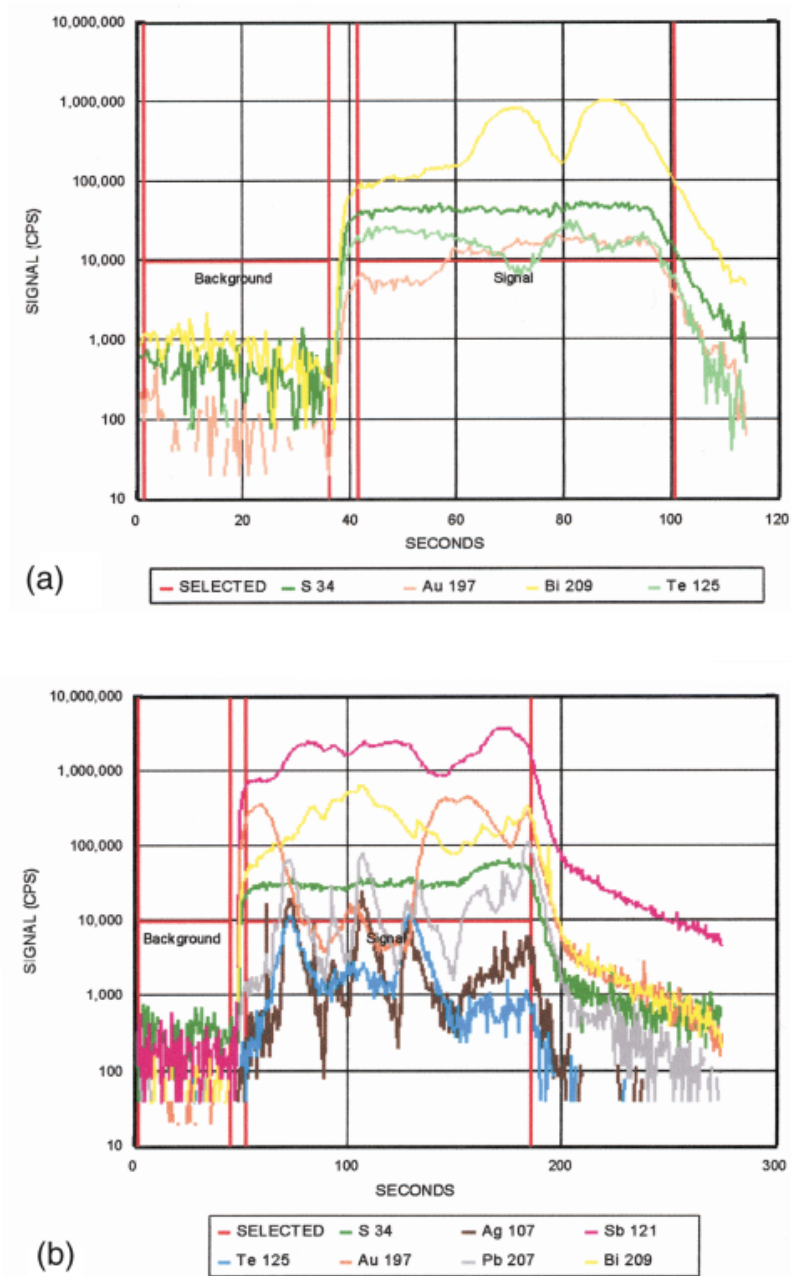 10,000,000
1,000,000
100,000
10,000
1,000
100
10
SIGNAL (CPS)
Background
Signal
0 20 40 60 80 100 120
SECONDS
(a)
SELECTED S 34 Au 197 Bi 209 Te 125
10,000,000
1,000,000
100,000
10,000
1,000
100
10
SIGNAL (CPS)
Background
Signal
0 100 200 300
SECONDS
(b)
SELECTED S 34 Ag 107 Sb 121
Te 125 Au 197 Pb 207 Bi 209